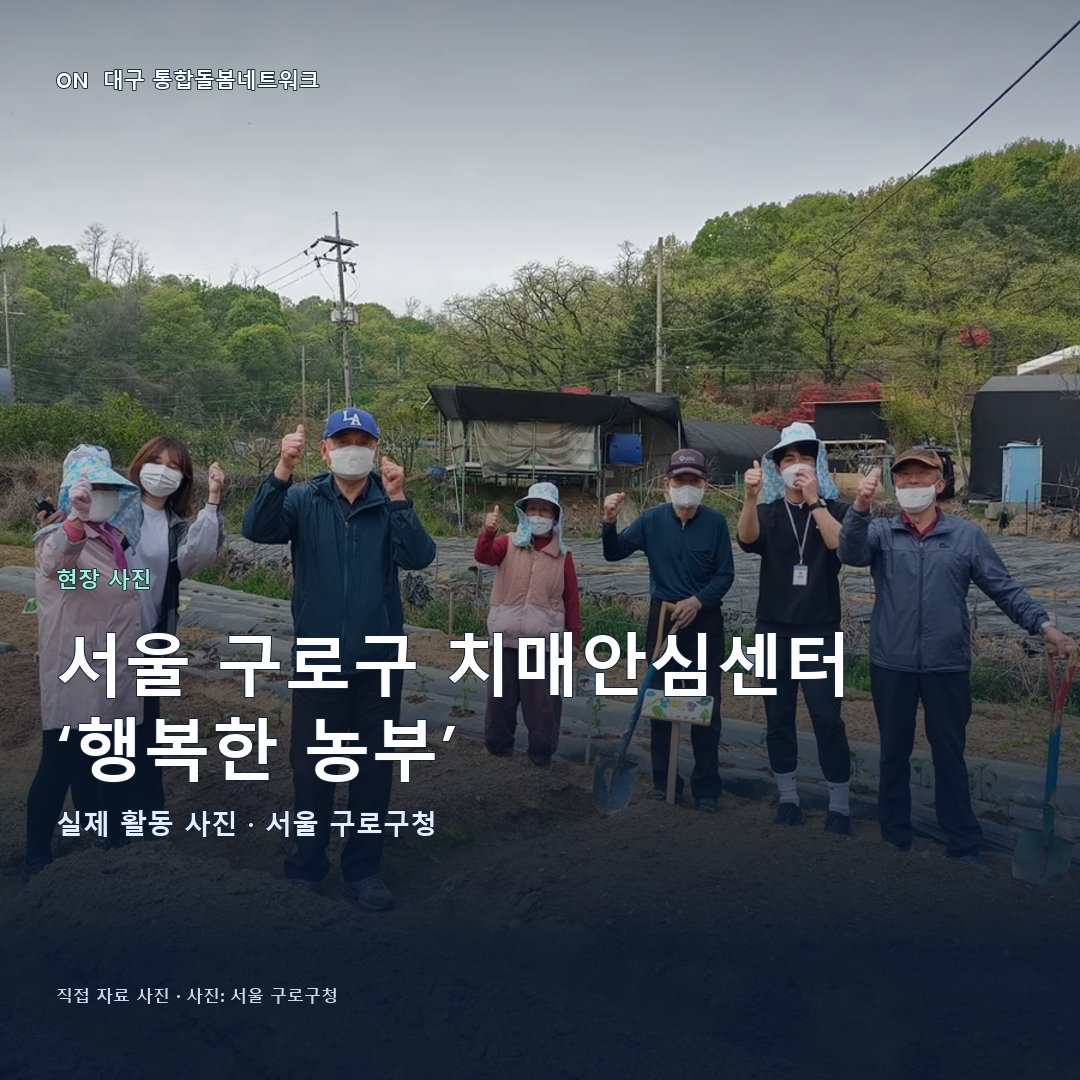 ON 대구 통합돌봄네트워크
LA
현장 사진
서울 구로구 치매안심센터
‘행복한 농부’
실제 활동 사진 · 서울 구로구청
직접 자료 사진 · 사진: 서울 구로구청